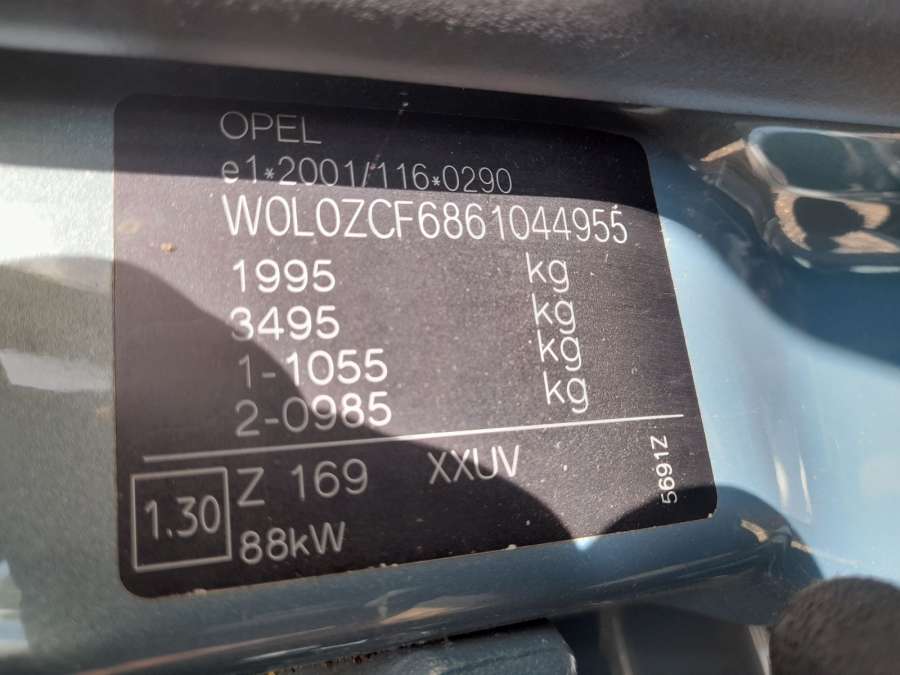 OPEL
e1*2001/116*0290
W0L0ZCF6861044955
1995 kg
3495 kg
1-1055 kg
2-0985 kg
1.30 Z 169 XXUV 5691Z
88kW